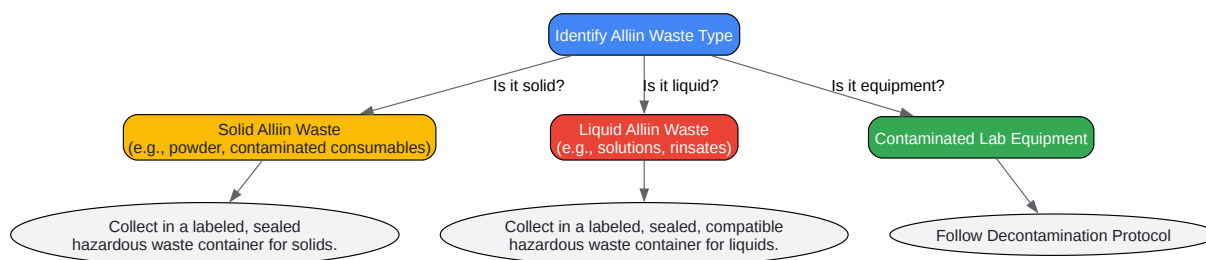 Identify Alliin Waste Type
Is it solid?
Is it liquid?
Is it equipment?
Solid Alliin Waste
(e.g., powder, contaminated consumables)
Liquid Alliin Waste
(e.g., solutions, rinsates)
Contaminated Lab Equipment
Collect in a labeled, sealed
hazardous waste container for solids.
Collect in a labeled, sealed, compatible
hazardous waste container for liquids.
Follow Decontamination Protocol